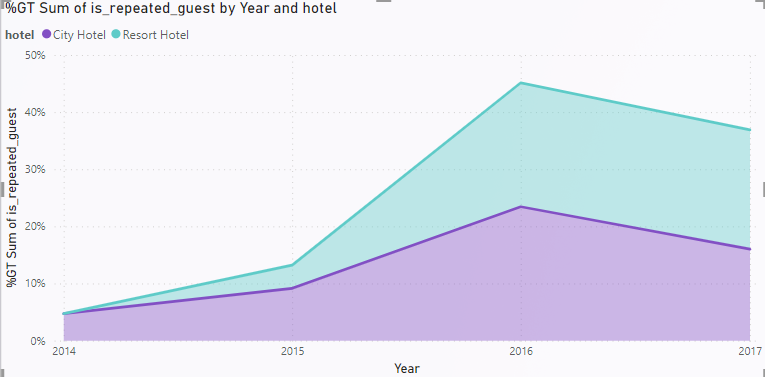 %GT Sum of is_repeated_guest by Year and hotel
hotel City Hotel Resort Hotel
%GT Sum of is_repeated_guest
50%
40%
30%
20%
10%
0%
2014 2015 2016 2017
Year